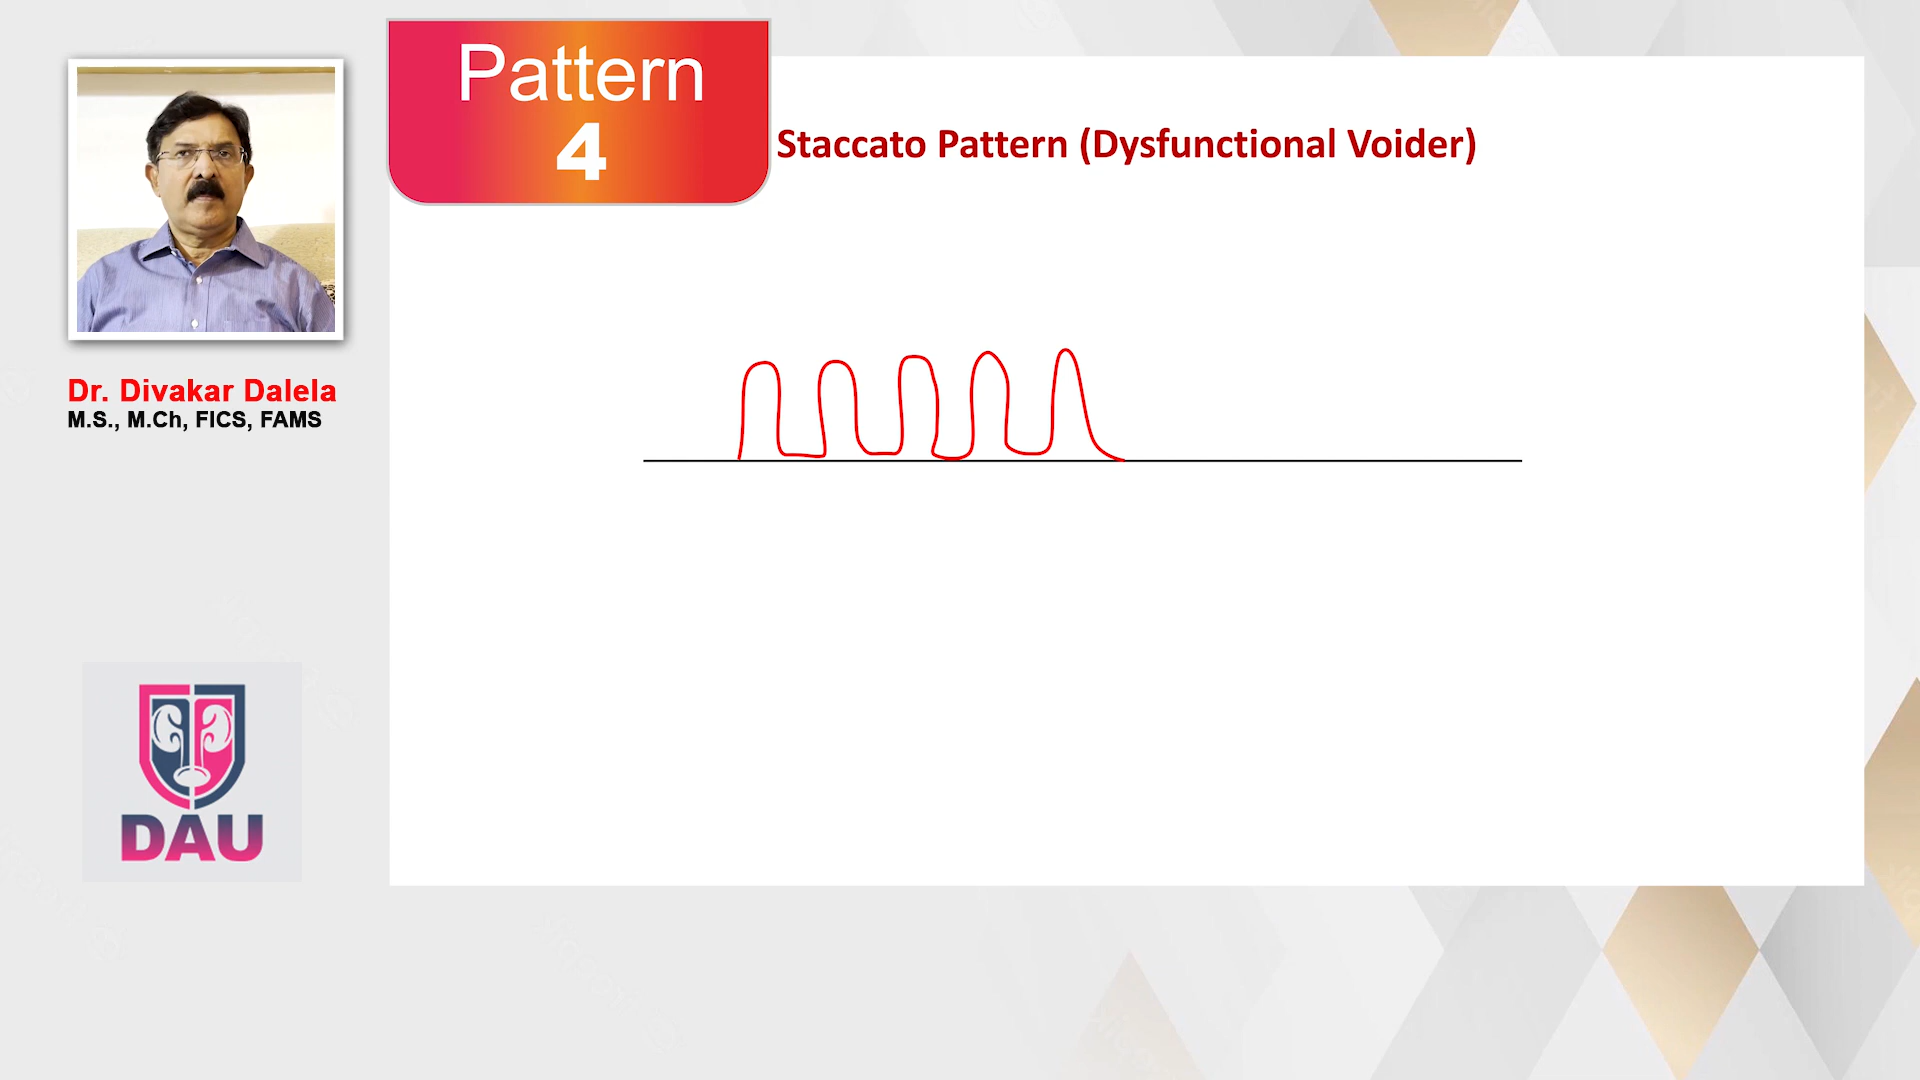 Pattern
4
Staccato Pattern (Dysfunctional Voider)
Dr. Divakar Dalela
M.S., M.Ch, FICS, FAMS
DAU